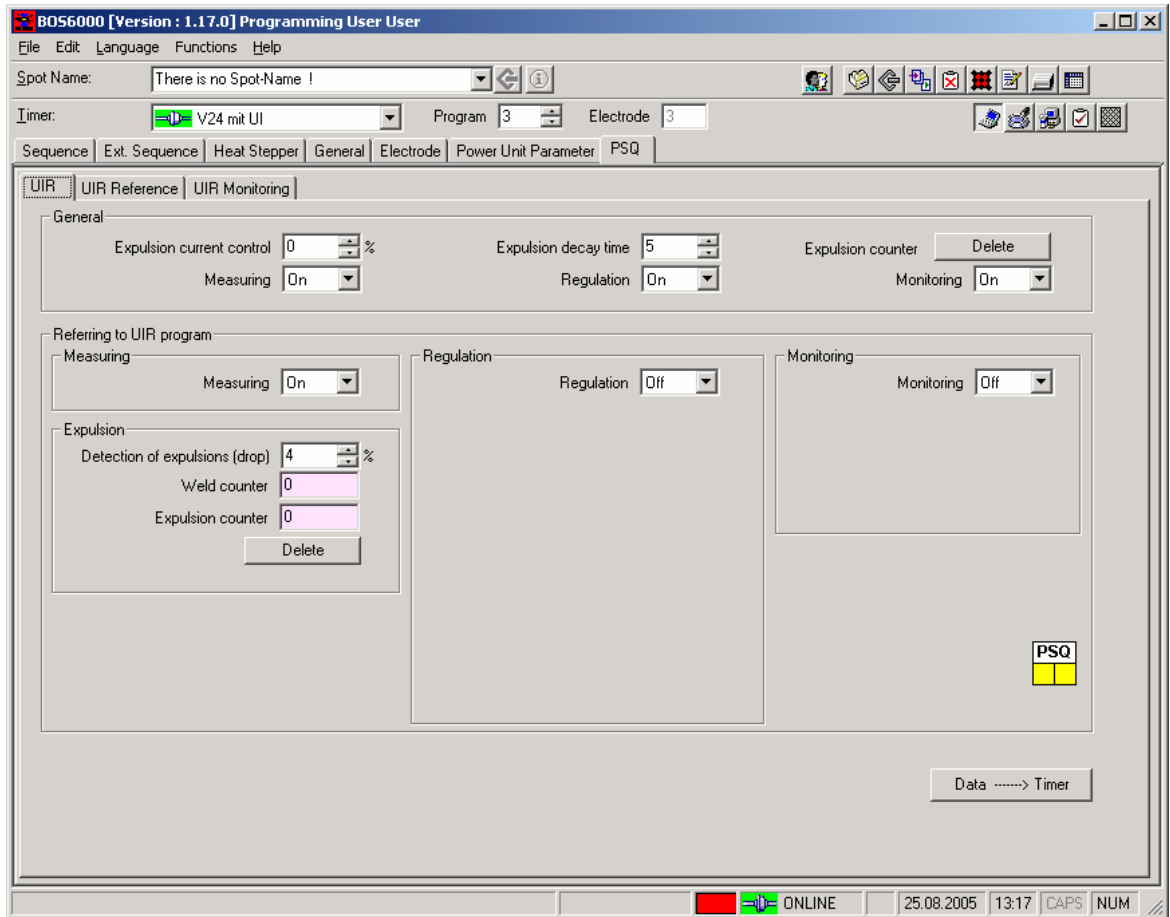 BOS6000 [Version : 1.17.0] Programming User User
File Edit Language Functions Help
Spot Name: There is no Spot-Name !
Timer: V24 mit UI Program 3 Electrode 3
Sequence Ext. Sequence Heat Stepper General Electrode Power Unit Parameter PSQ
UIR UIR Reference UIR Monitoring
General
Expulsion current control 0 % Expulsion decay time 5 Expulsion counter Delete
Measuring On Regulation On Monitoring On
Referring to UIR program
Measuring Regulation Monitoring
Measuring On Regulation Off Monitoring Off
Expulsion
Detection of expulsions (drop) 4 %
Weld counter 0
Expulsion counter 0
Delete
PSQ
Data -------> Timer
ONLINE 25.08.2005 13:17 CAPS NUM